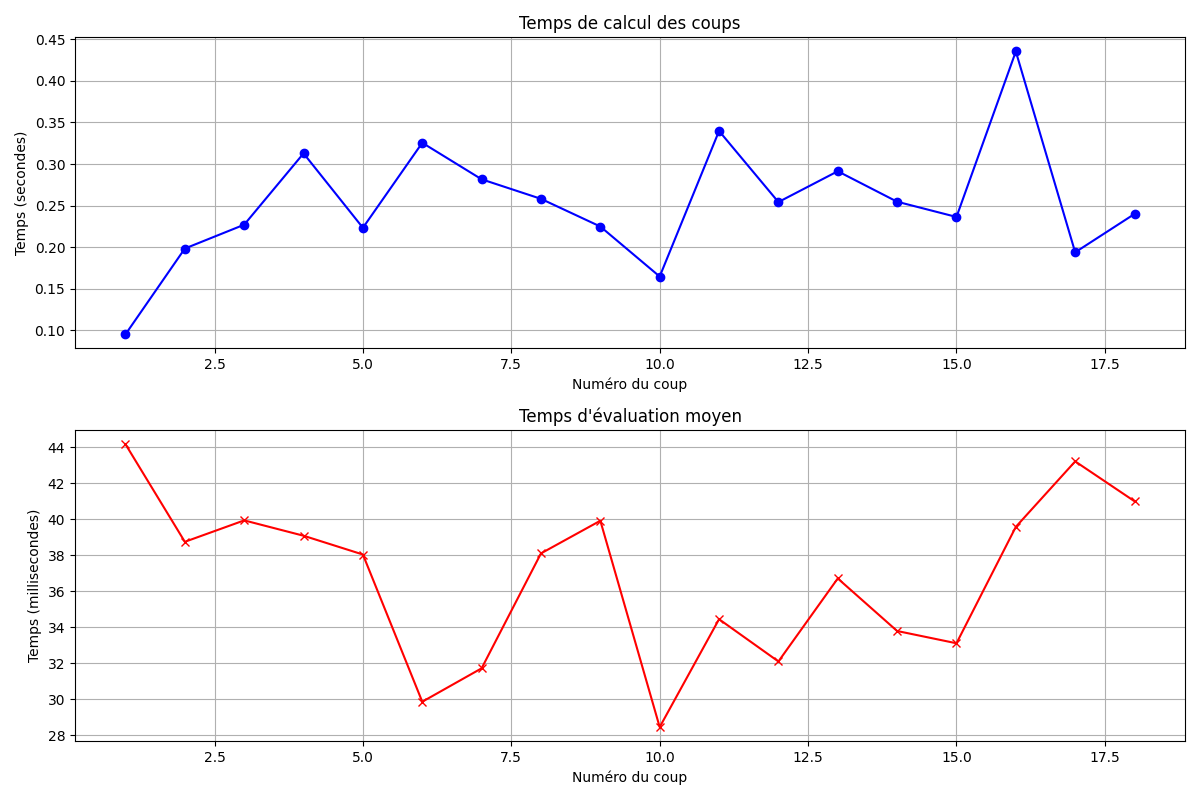 Temps de calcul des coups
Temps (secondes)
0.45
0.40
0.35
0.30
0.25
0.20
0.15
0.10
2.5 5.0 7.5 10.0 12.5 15.0 17.5
Numéro du coup
Temps d'évaluation moyen
Temps (millisecondes)
44
42
40
38
36
34
32
30
28
2.5 5.0 7.5 10.0 12.5 15.0 17.5
Numéro du coup